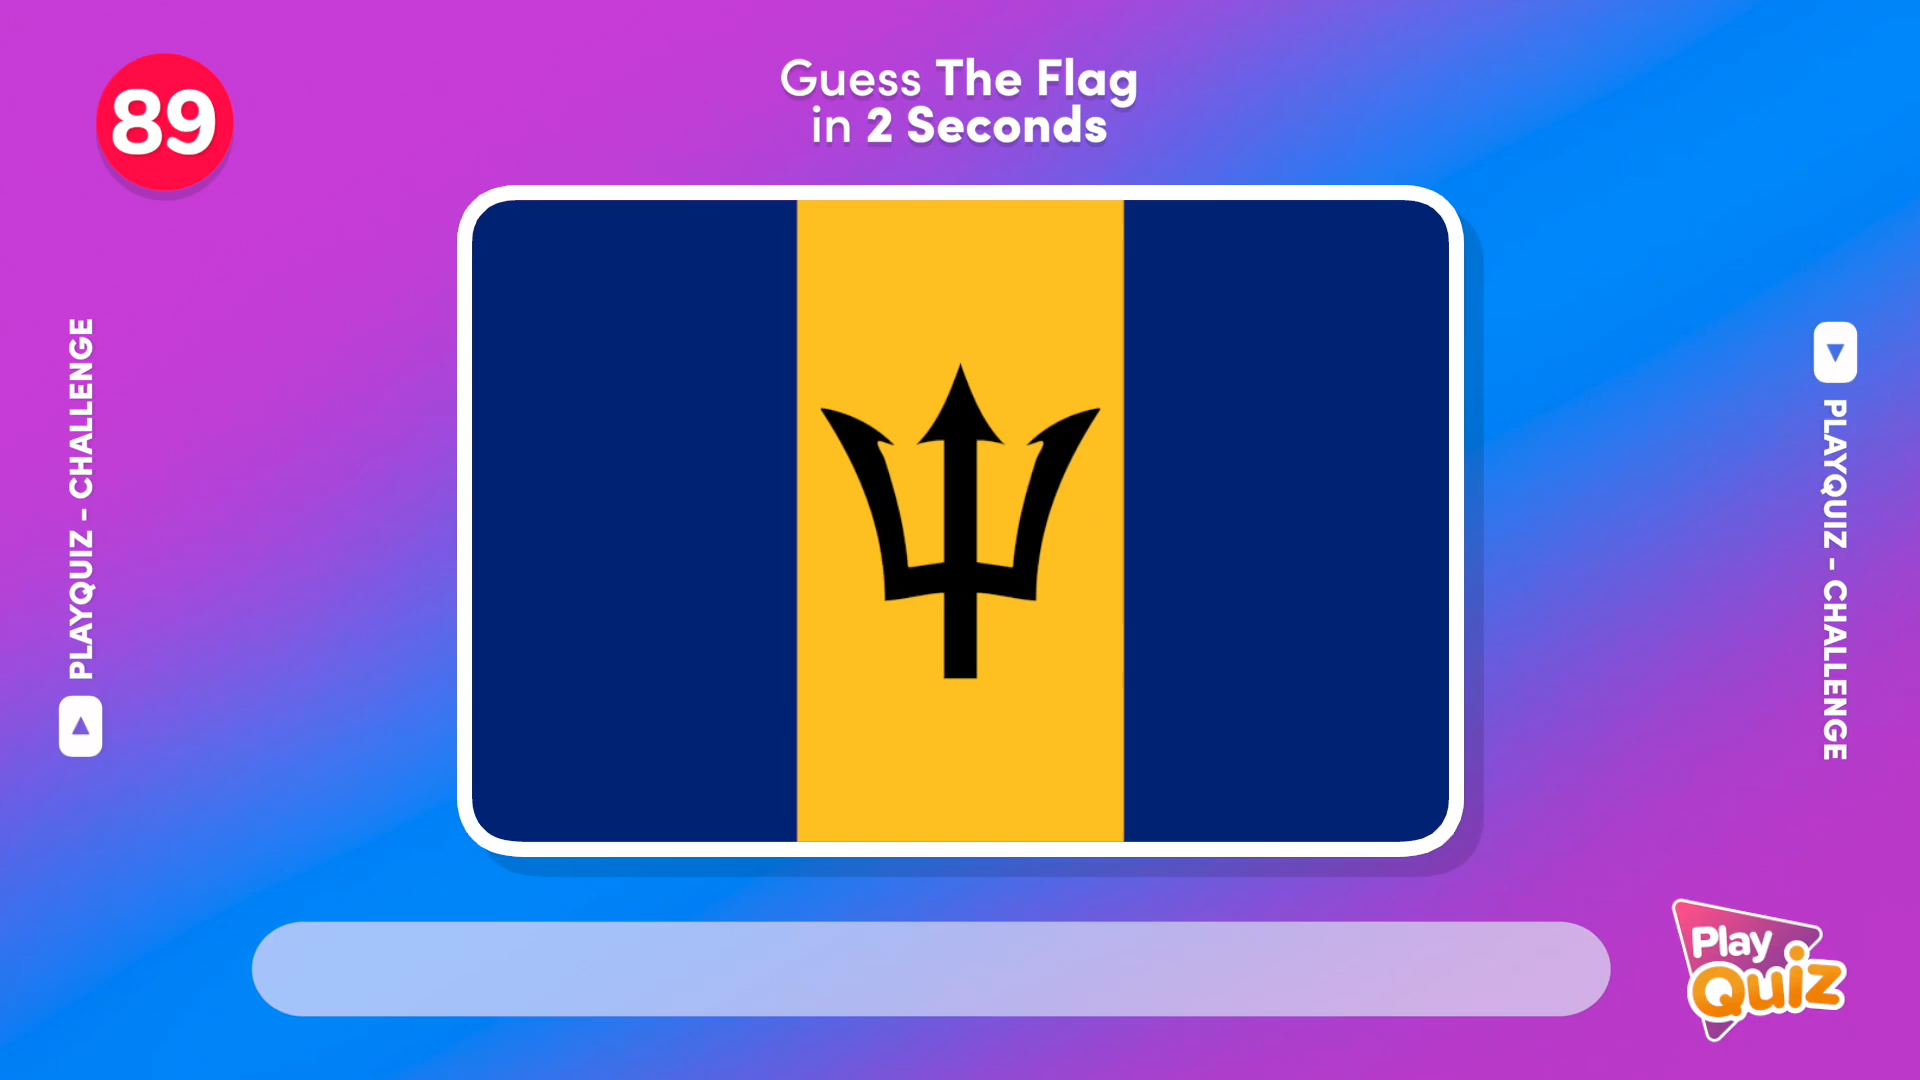 89
Guess The Flag
in 2 Seconds
PLAYQUIZ - CHALLENGE
PLAYQUIZ - CHALLENGE
Play
Quiz